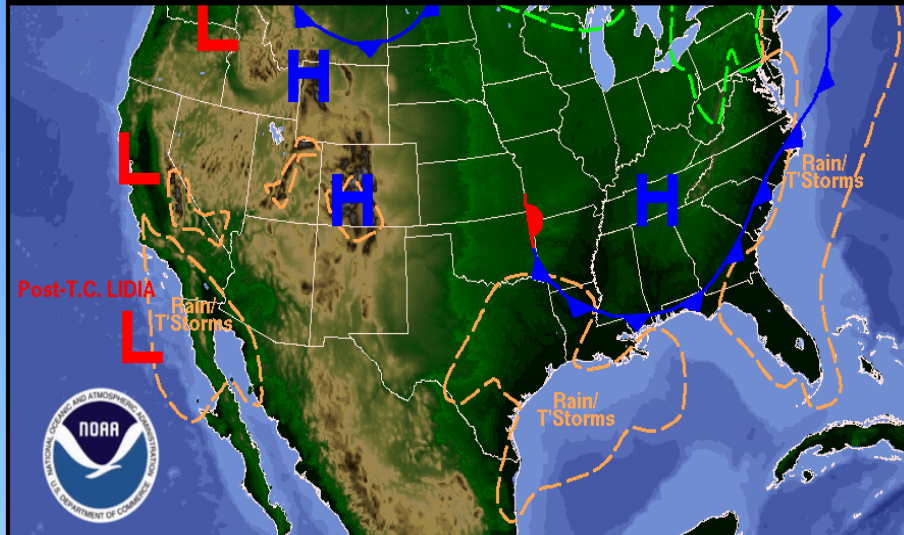 L
H
L
H
H
Rain/
T'Storms
Post-T.C. LIDIA
Rain/
T'Storms
L
Rain/
T'Storms
NATIONAL OCEANIC AND ATMOSPHERIC ADMINISTRATION
NOAA
U.S. DEPARTMENT OF COMMERCE